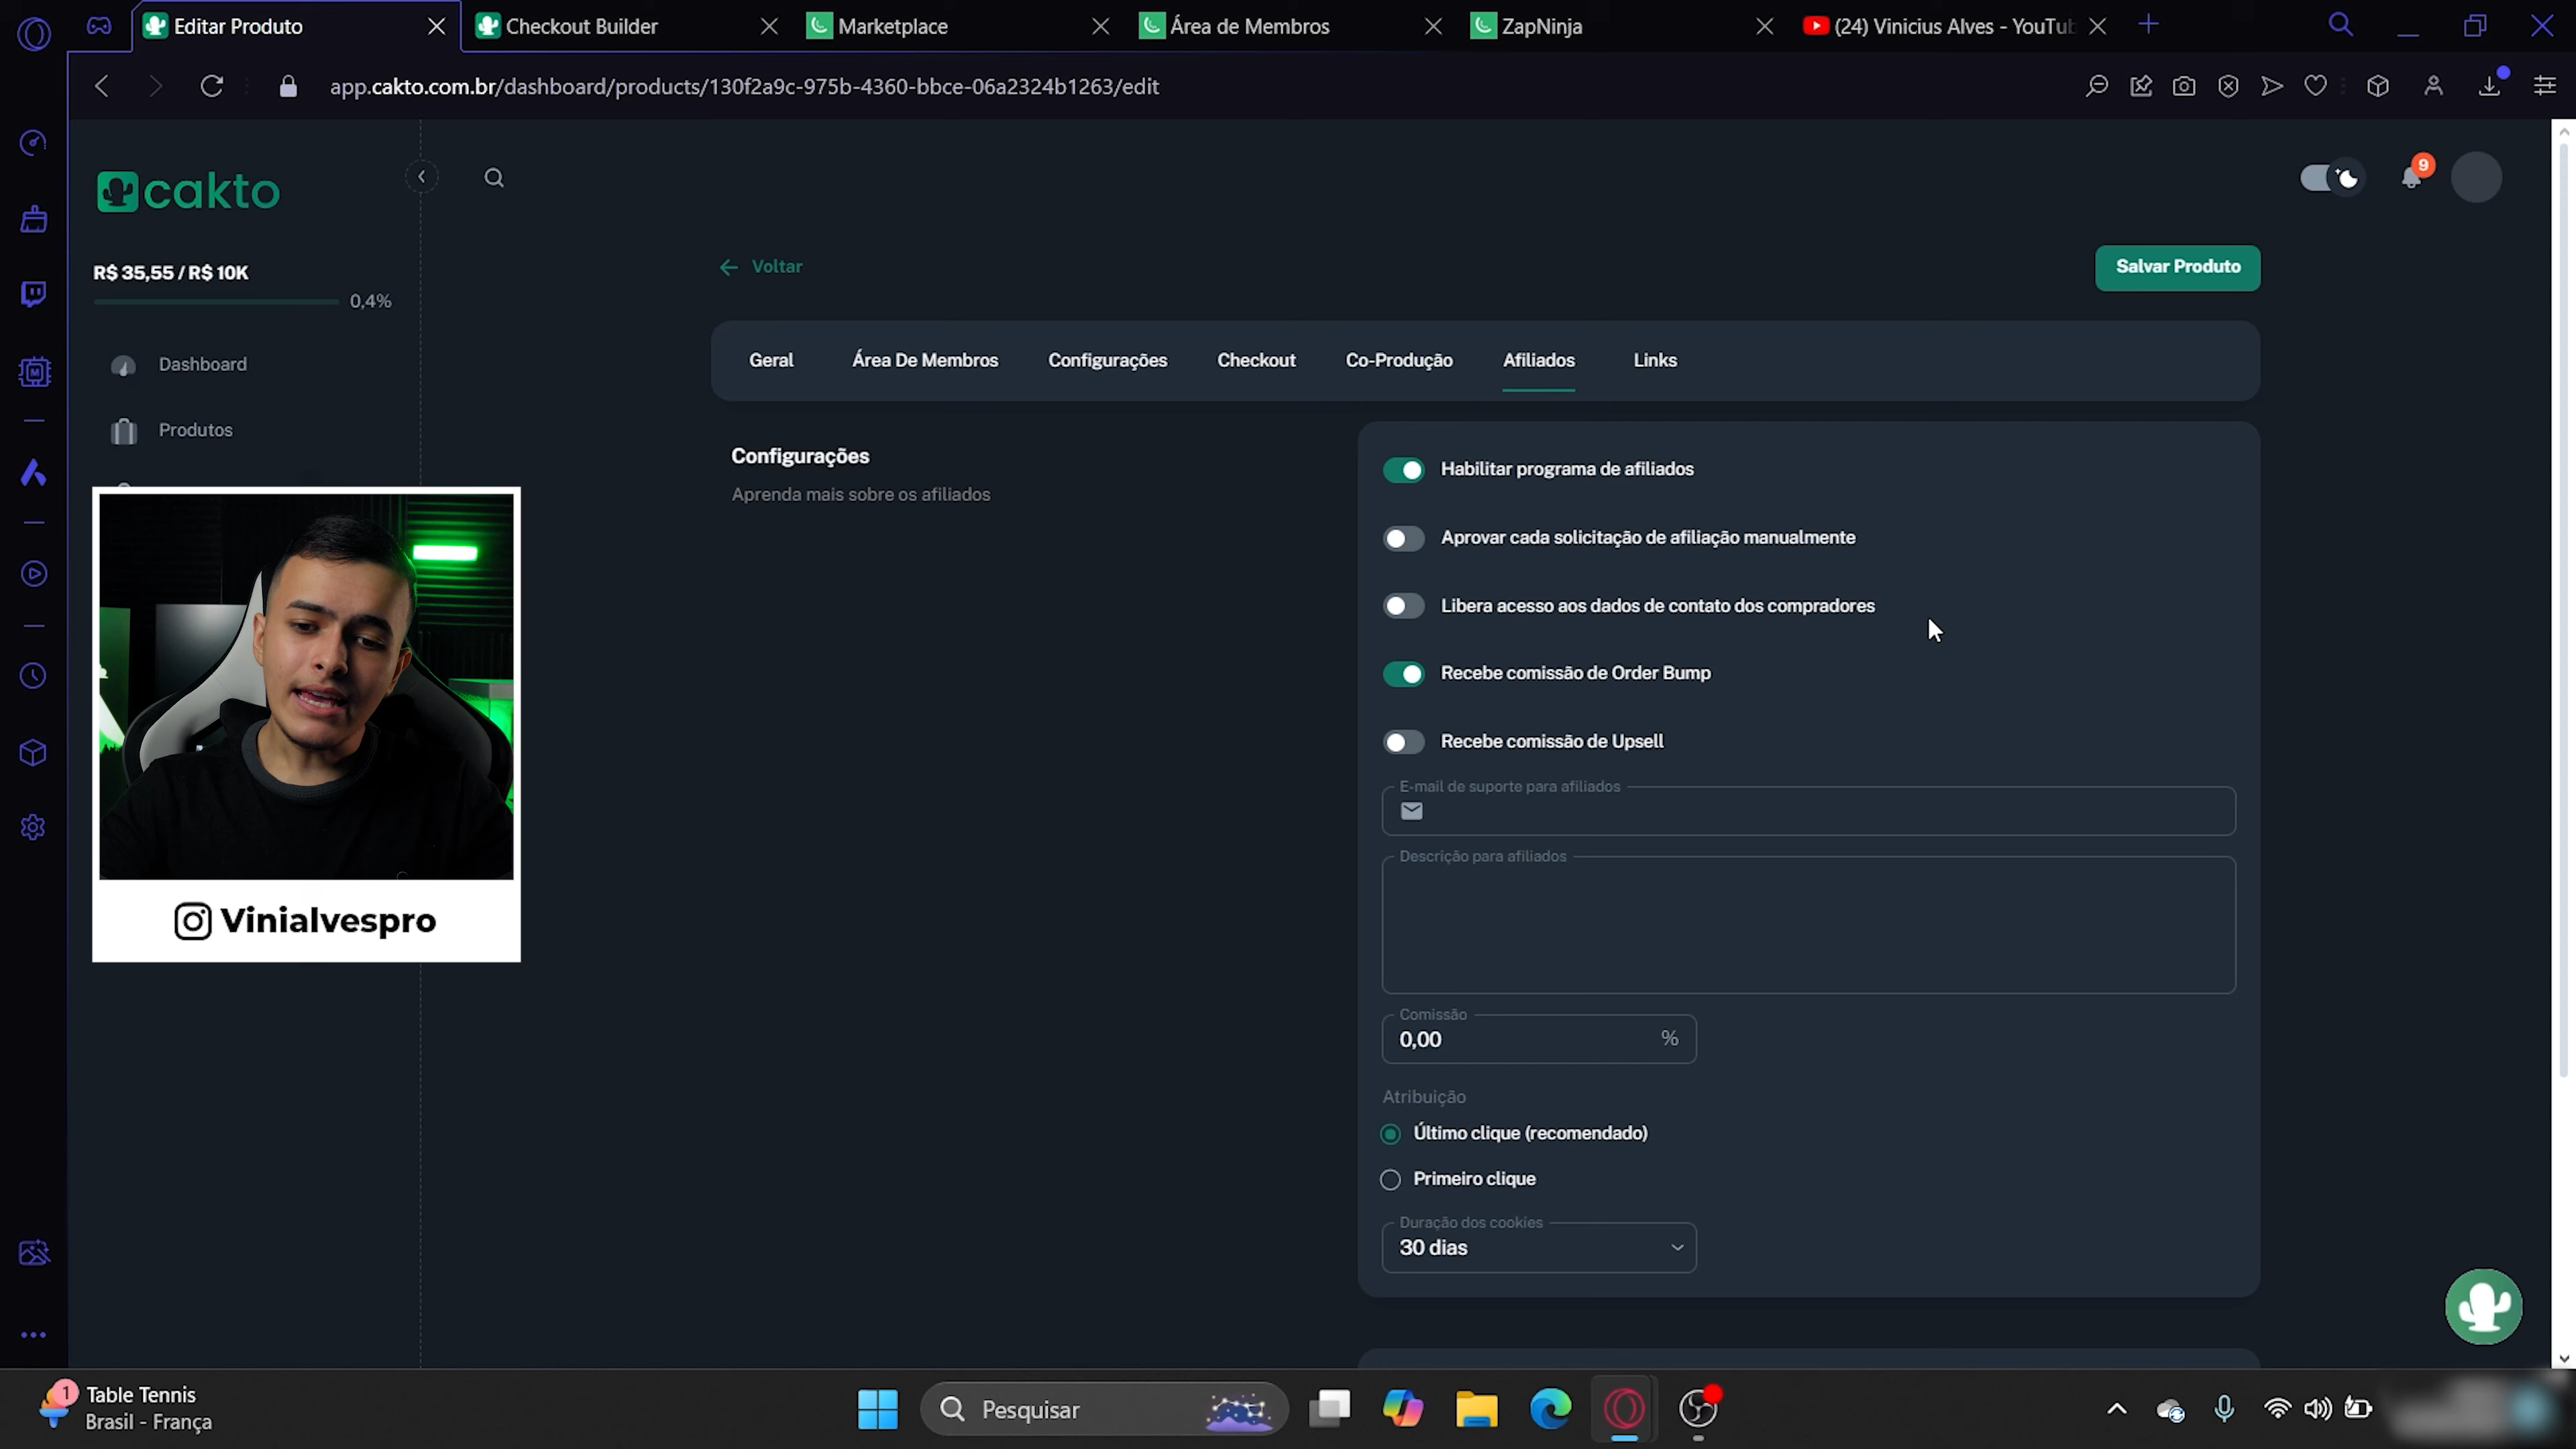 Editar Produto
Checkout Builder
Marketplace
Área de Membros
ZapNinja
(24) Vinicius Alves - YouTub
app.cakto.com.br/dashboard/products/130f2a9c-975b-4360-bbce-06a2324b1263/edit
cakto
9
R$ 35,55 / R$ 10K
0,4%
Voltar
Salvar Produto
Dashboard
Produtos
Geral
Área De Membros
Configurações
Checkout
Co-Produção
Afiliados
Links
Configurações
Aprenda mais sobre os afiliados
Habilitar programa de afiliados
Aprovar cada solicitação de afiliação manualmente
Libera acesso aos dados de contato dos compradores
Recebe comissão de Order Bump
Recebe comissão de Upsell
E-mail de suporte para afiliados
Descrição para afiliados
Comissão
0,00 %
Atribuição
Último clique (recomendado)
Primeiro clique
Duração dos cookies
30 dias
Vinialvespro
1
Table Tennis
Brasil - França
Pesquisar